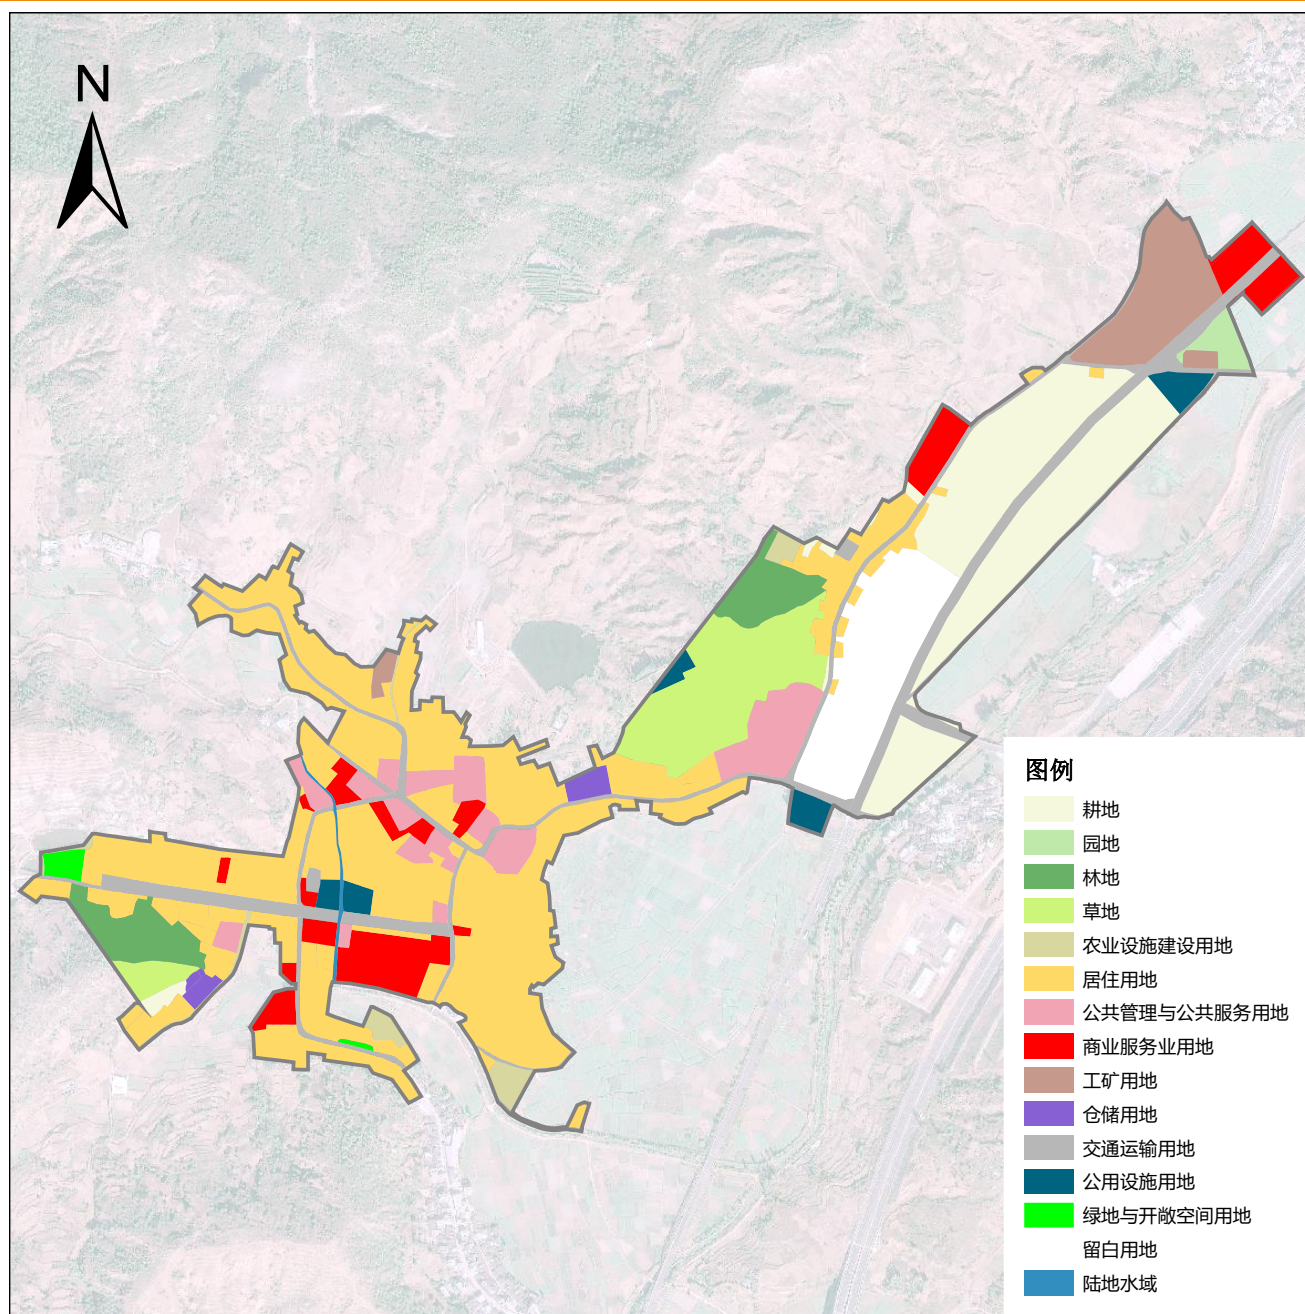 N
图例
耕地
园地
林地
草地
农业设施建设用地
居住用地
公共管理与公共服务用地
商业服务业用地
工矿用地
仓储用地
交通运输用地
公用设施用地
绿地与开敞空间用地
留白用地
陆地水域